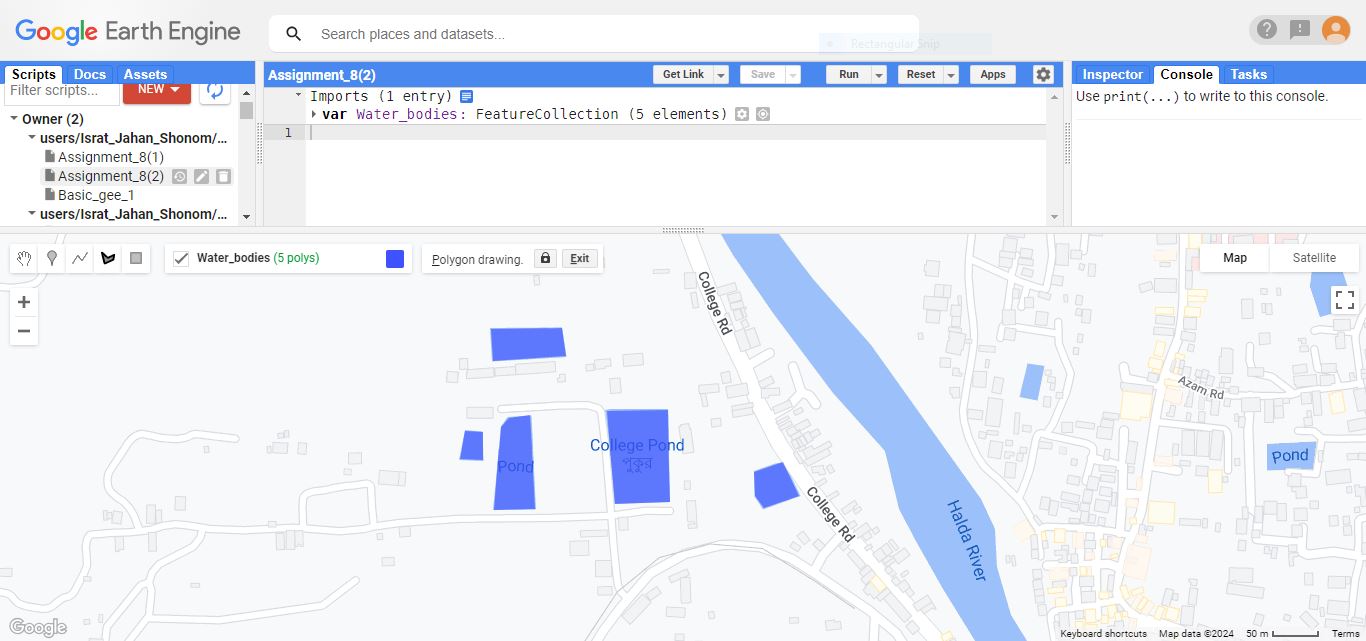 Google Earth Engine
Search places and datasets...
Rectangular Snip
Scripts
Docs
Assets
Assignment_8(2)
Get Link
Save
Run
Reset
Apps
Inspector
Console
Tasks
Filter scripts...
NEW
Imports (1 entry)
Use print(...) to write to this console.
Owner (2)
var Water_bodies: FeatureCollection (5 elements)
1
users/Israt_Jahan_Shonom/...
Assignment_8(1)
Assignment_8(2)
Basic_gee_1
users/Israt_Jahan_Shonom/...
Water_bodies (5 polys)
Polygon drawing.
Exit
Map
Satellite
College Rd
Azam Rd
College Pond
পুকুর
Pond
Pond
College Rd
Halda River
Google
Keyboard shortcuts
Map data ©2024
50 m
Terms